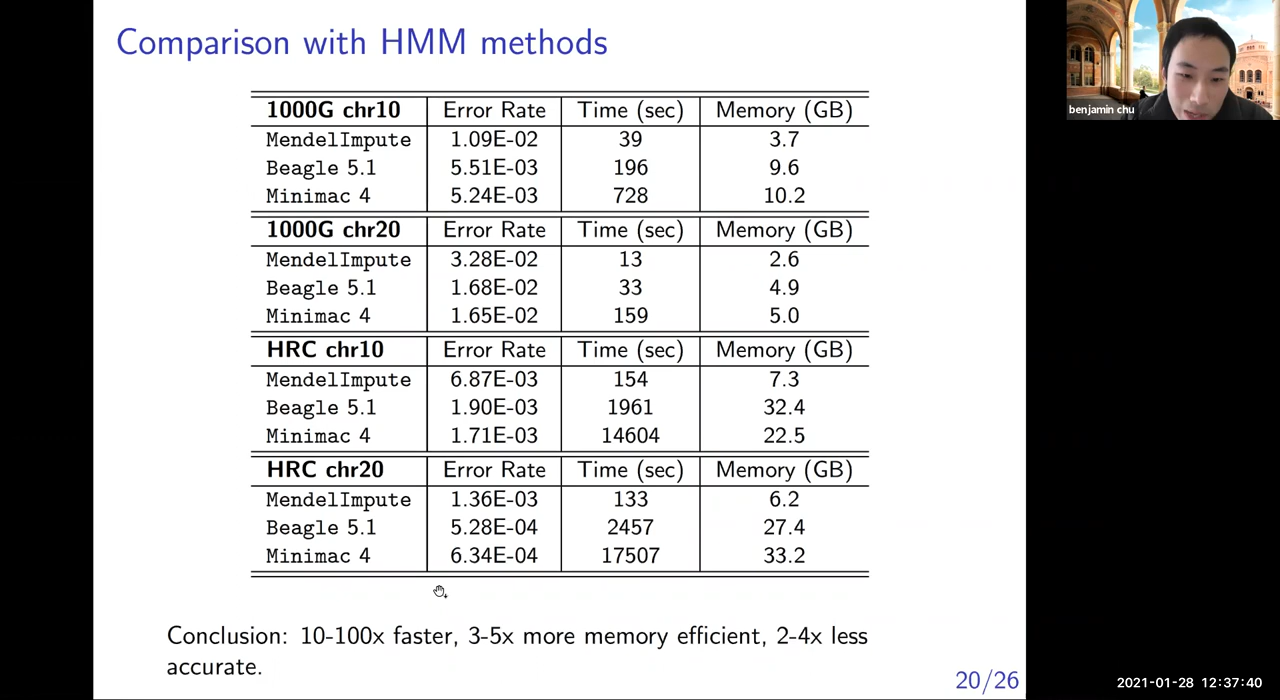 Comparison with HMM methods
1000G chr10 Error Rate Time (sec) Memory (GB)
MendelImpute 1.09E-02 39 3.7
Beagle 5.1 5.51E-03 196 9.6
Minimac 4 5.24E-03 728 10.2
1000G chr20 Error Rate Time (sec) Memory (GB)
MendelImpute 3.28E-02 13 2.6
Beagle 5.1 1.68E-02 33 4.9
Minimac 4 1.65E-02 159 5.0
HRC chr10 Error Rate Time (sec) Memory (GB)
MendelImpute 6.87E-03 154 7.3
Beagle 5.1 1.90E-03 1961 32.4
Minimac 4 1.71E-03 14604 22.5
HRC chr20 Error Rate Time (sec) Memory (GB)
MendelImpute 1.36E-03 133 6.2
Beagle 5.1 5.28E-04 2457 27.4
Minimac 4 6.34E-04 17507 33.2
Conclusion: 10-100x faster, 3-5x more memory efficient, 2-4x less
accurate.
20/26
benjamin chu
2021-01-28 12:37:40